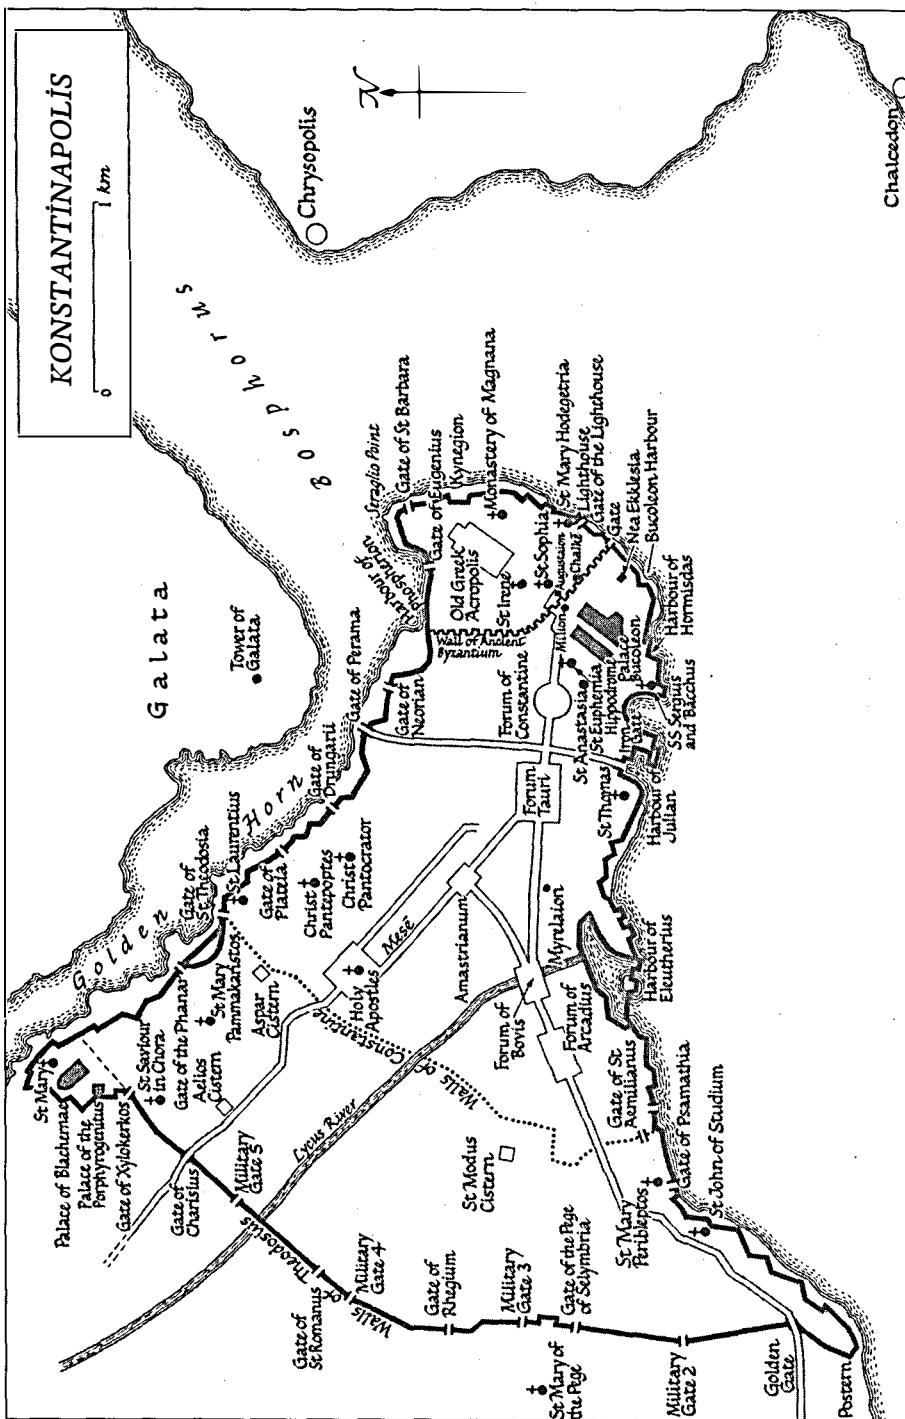 KONSTANTİNAPOLİS
0
1 km
N
Chrysopolis
Chalcedon
Bosphorus
Galata
Tower of
Galata
Golden Horn
Seraglio Point
Harbour of
Phospherion
Gate of St Barbara
Gate of Eugenius
Kynegion
Monastery of Magnana
Old Greek
Acropolis
St Irene
St Sophia
St Mary Hodegetria
Lighthouse
Gate of the Lighthouse
Augustaion
Chalkê
Gate
Nea Ekklesia
Bucoleon Harbour
Milion
Wall of Ancient
Byzantium
Gate of Perama
Gate of
Neorian
Forum of
Constantine
St Anastasia
St Euphemia
Hippodrome
Palace
Bucoleon
Harbour of
Hormisdas
SS Serguis
and Bacchus
Iron
Gate
St Thomas
Harbour of
Julian
Forum
Tauri
Gate of
Drungarii
Gate of
St Theodosia
St Laurentius
Gate of
Platela
Christ
Pantepoptes
Christ
Pantocrator
Mesê
Amastrianum
Myrelaion
Harbour of
Eleutherius
Holy
Apostles
Aspar
Cistern
St Mary
Pammakaristos
Gate of the Phanar
Aelios
Cistern
St Saviour
in Chora
St Mary
Palace of Blachernae
Palace of the
Porphyrogenitus
Gate of Xylokerkos
Gate of
Charisius
Military
Gate 5
Lycus River
Walls of Constantine
Forum of
Bovis
Forum of
Arcadius
Gate of St
Aemilianus
Gate of Psamathia
St John of Studium
St Mary
Peribleptos
St Modus
Cistern
Walls Theodosius
Gate of
St Romanus
Military
Gate 4
Gate of
Rhegium
Military
Gate 3
Gate of the Pege
of Selymbria
St Mary of
the Pege
Military
Gate 2
Golden
Gate
Postern